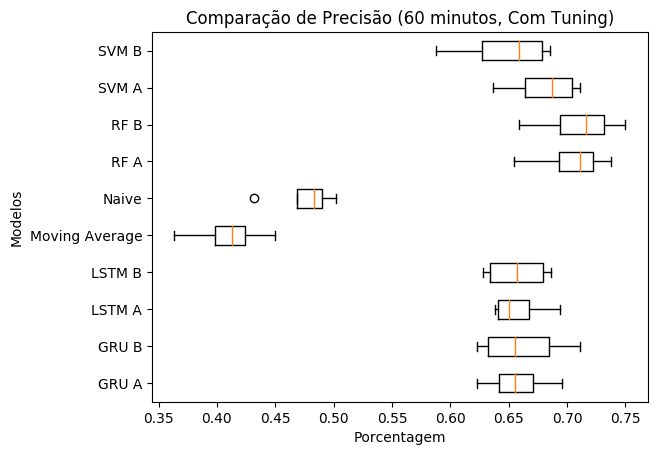 Comparação de Precisão (60 minutos, Com Tuning)
SVM B
SVM A
RF B
RF A
Naive
Moving Average
LSTM B
LSTM A
GRU B
GRU A
Modelos
0.35 0.40 0.45 0.50 0.55 0.60 0.65 0.70 0.75
Porcentagem